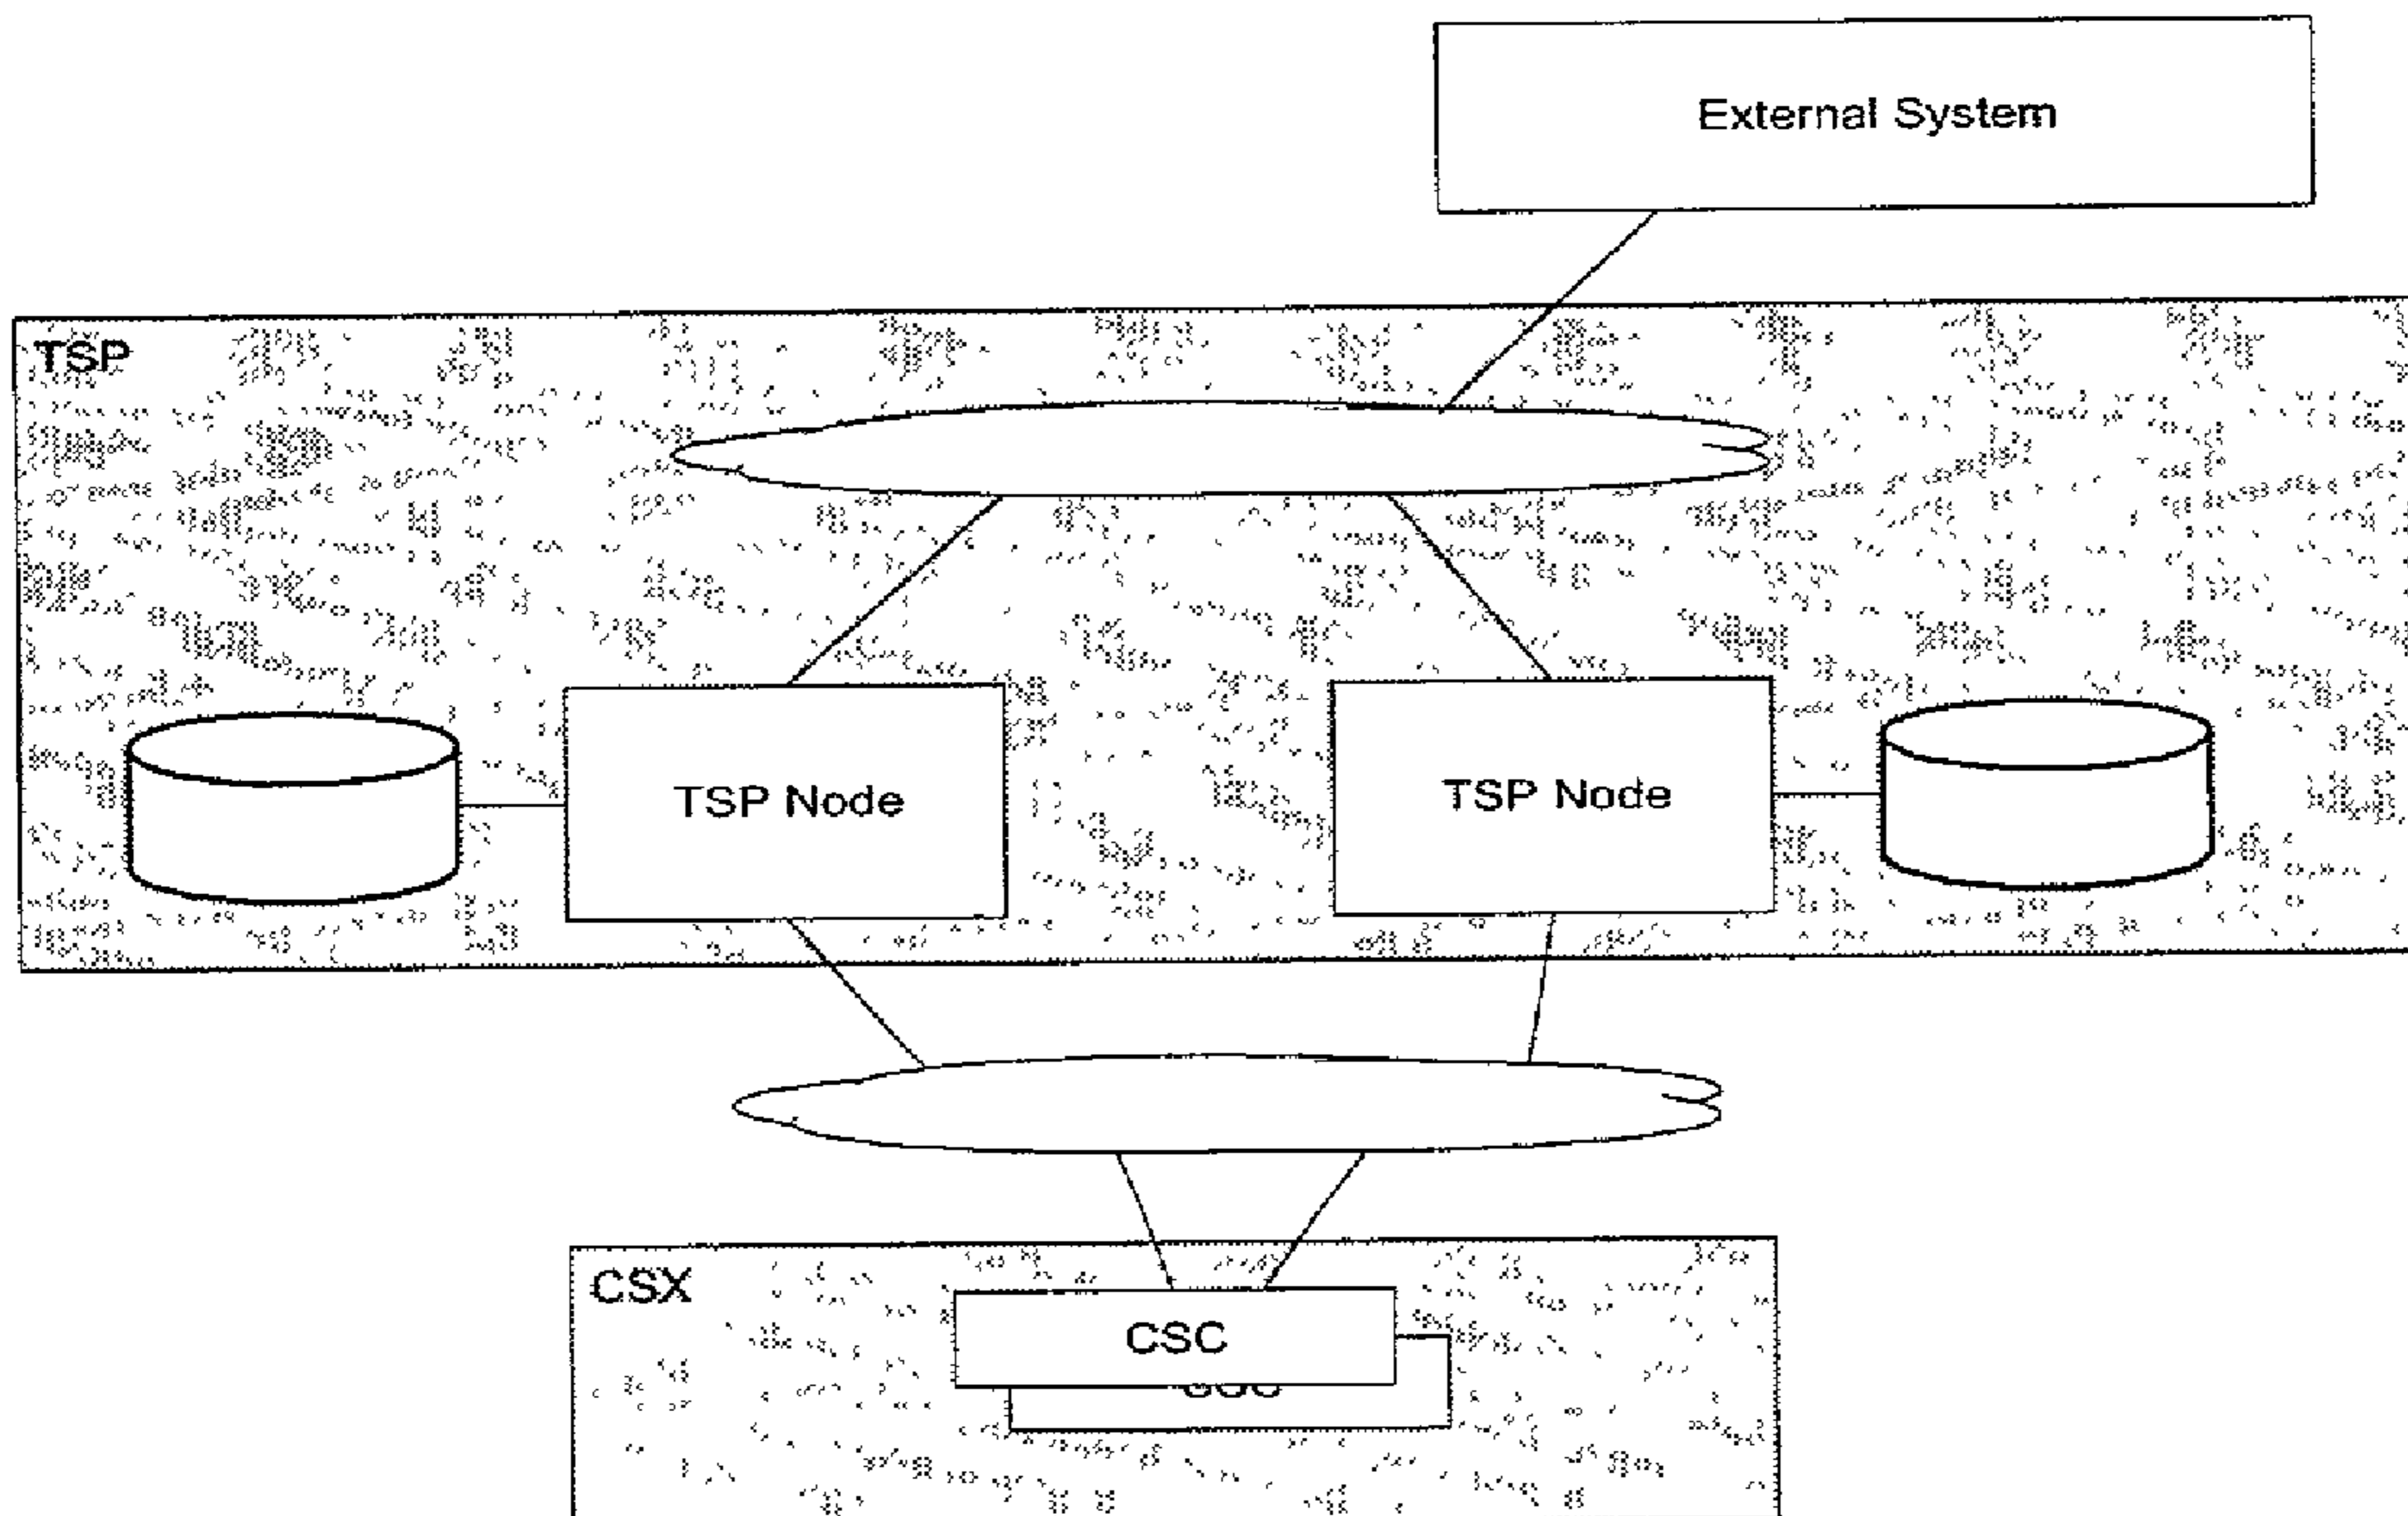 External System
TSP
TSP Node
TSP Node
CSX
CSC